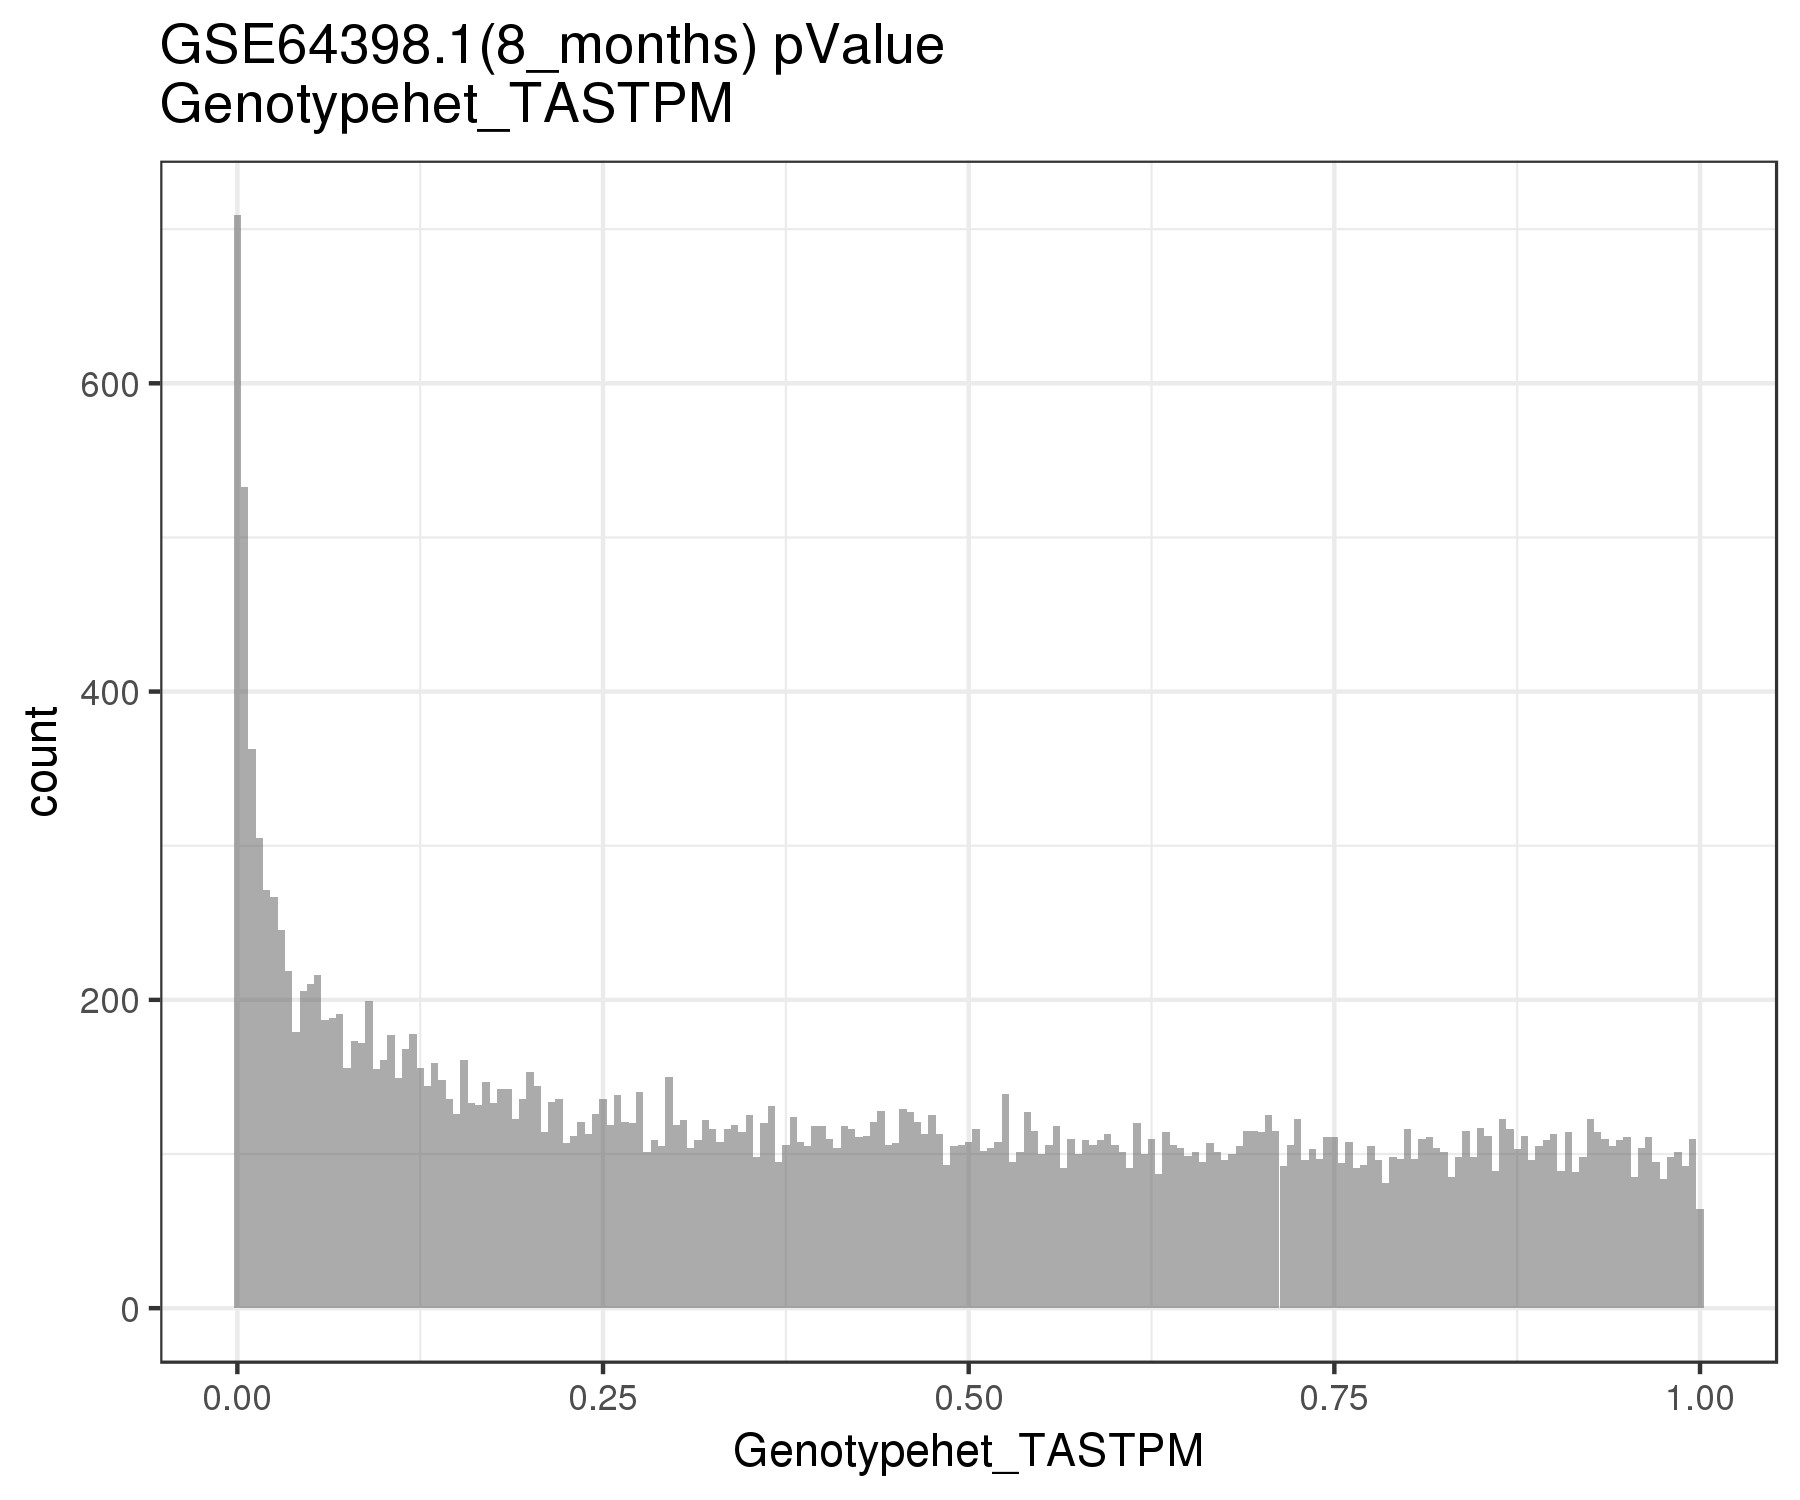 GSE64398.1(8_months) pValue
Genotypehet_TASTPM
600
400
200
0
count
0.00 0.25 0.50 0.75 1.00
Genotypehet_TASTPM